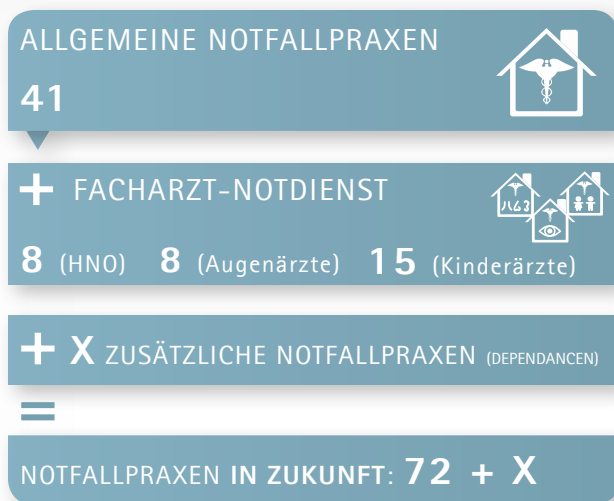 ALLGEMEINE NOTFALLPRAXEN
41
+ FACHARZT-NOTDIENST
8 (HNO) 8 (Augenärzte) 15 (Kinderärzte)
+ X ZUSÄTZLICHE NOTFALLPRAXEN (DEPENDANCEN)
=
NOTFALLPRAXEN IN ZUKUNFT: 72 + X